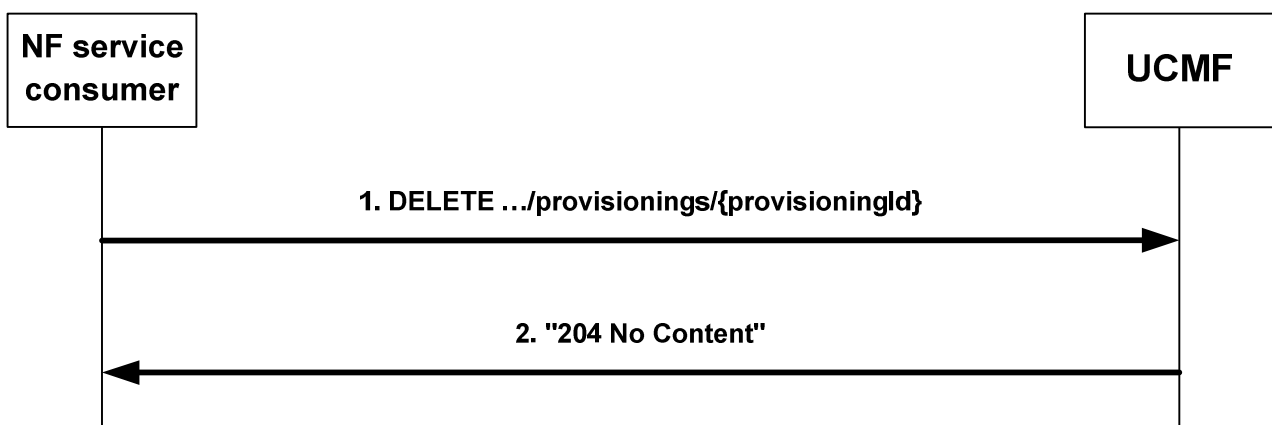 NF service
consumer
UCMF
1. DELETE …/provisionings/{provisioningId}
2. "204 No Content"